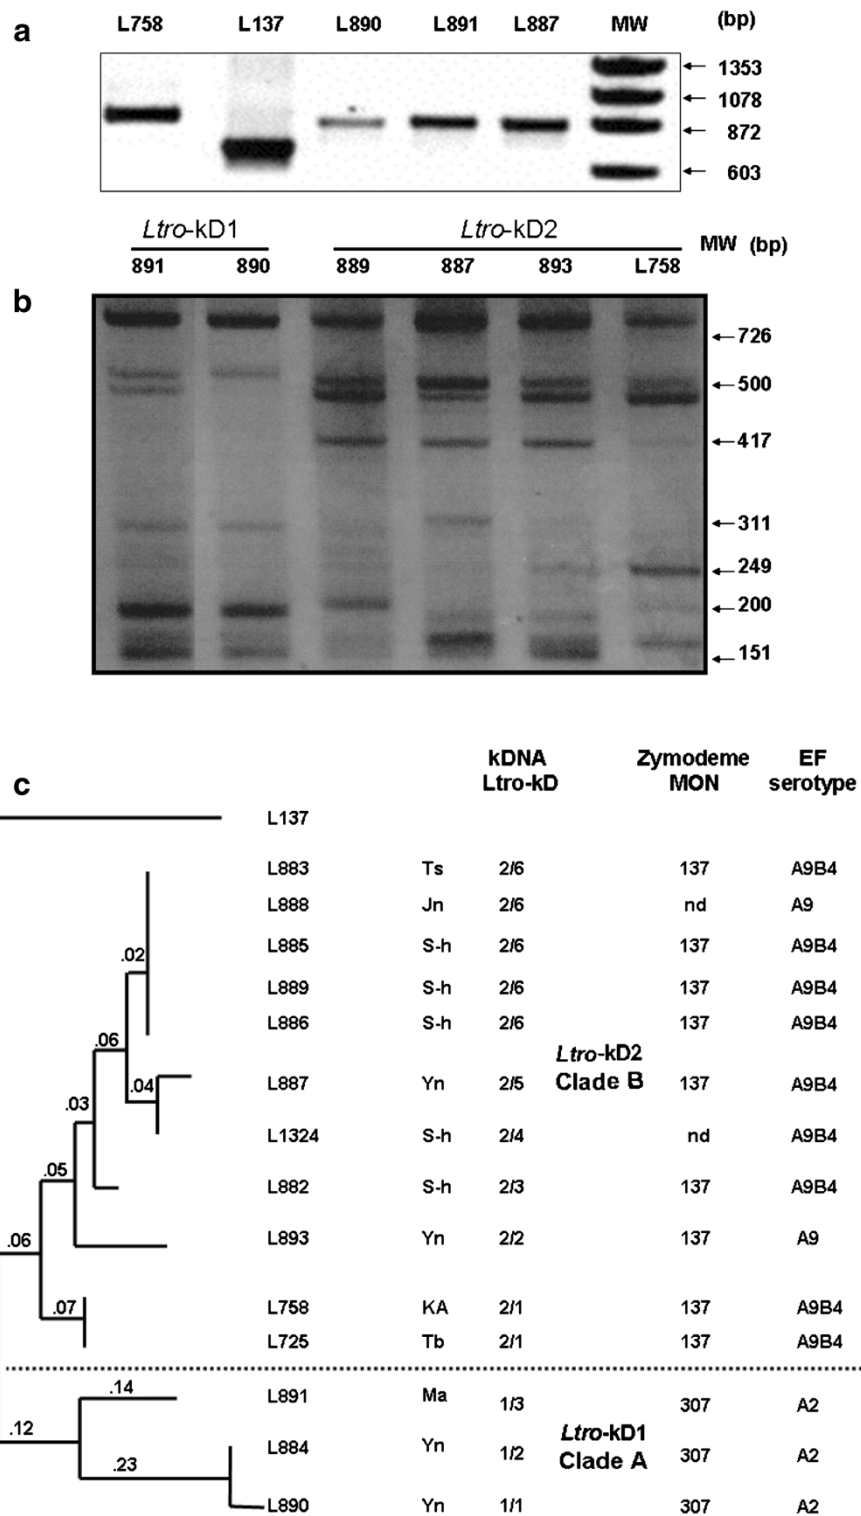 a
L758 L137 L890 L891 L887 MW (bp)
1353
1078
872
603
Ltro-kD1 Ltro-kD2 MW (bp)
891 890 889 887 893 L758
b
726
500
417
311
249
200
151
c
kDNA Zymodeme EF
Ltro-kD MON serotype
L137
L883 Ts 2/6 137 A9B4
L888 Jn 2/6 nd A9
L885 S-h 2/6 137 A9B4
.02
L889 S-h 2/6 137 A9B4
L886 S-h 2/6 137 A9B4
.06
Ltro-kD2
Clade B
.04 L887 Yn 2/5 137 A9B4
.03
L1324 S-h 2/4 nd A9B4
.05
L882 S-h 2/3 137 A9B4
.06
L893 Yn 2/2 137 A9
.07 L758 KA 2/1 137 A9B4
L725 Tb 2/1 137 A9B4
.14
L891 Ma 1/3 307 A2
.12
Ltro-kD1
Clade A
L884 Yn 1/2 307 A2
.23
L890 Yn 1/1 307 A2